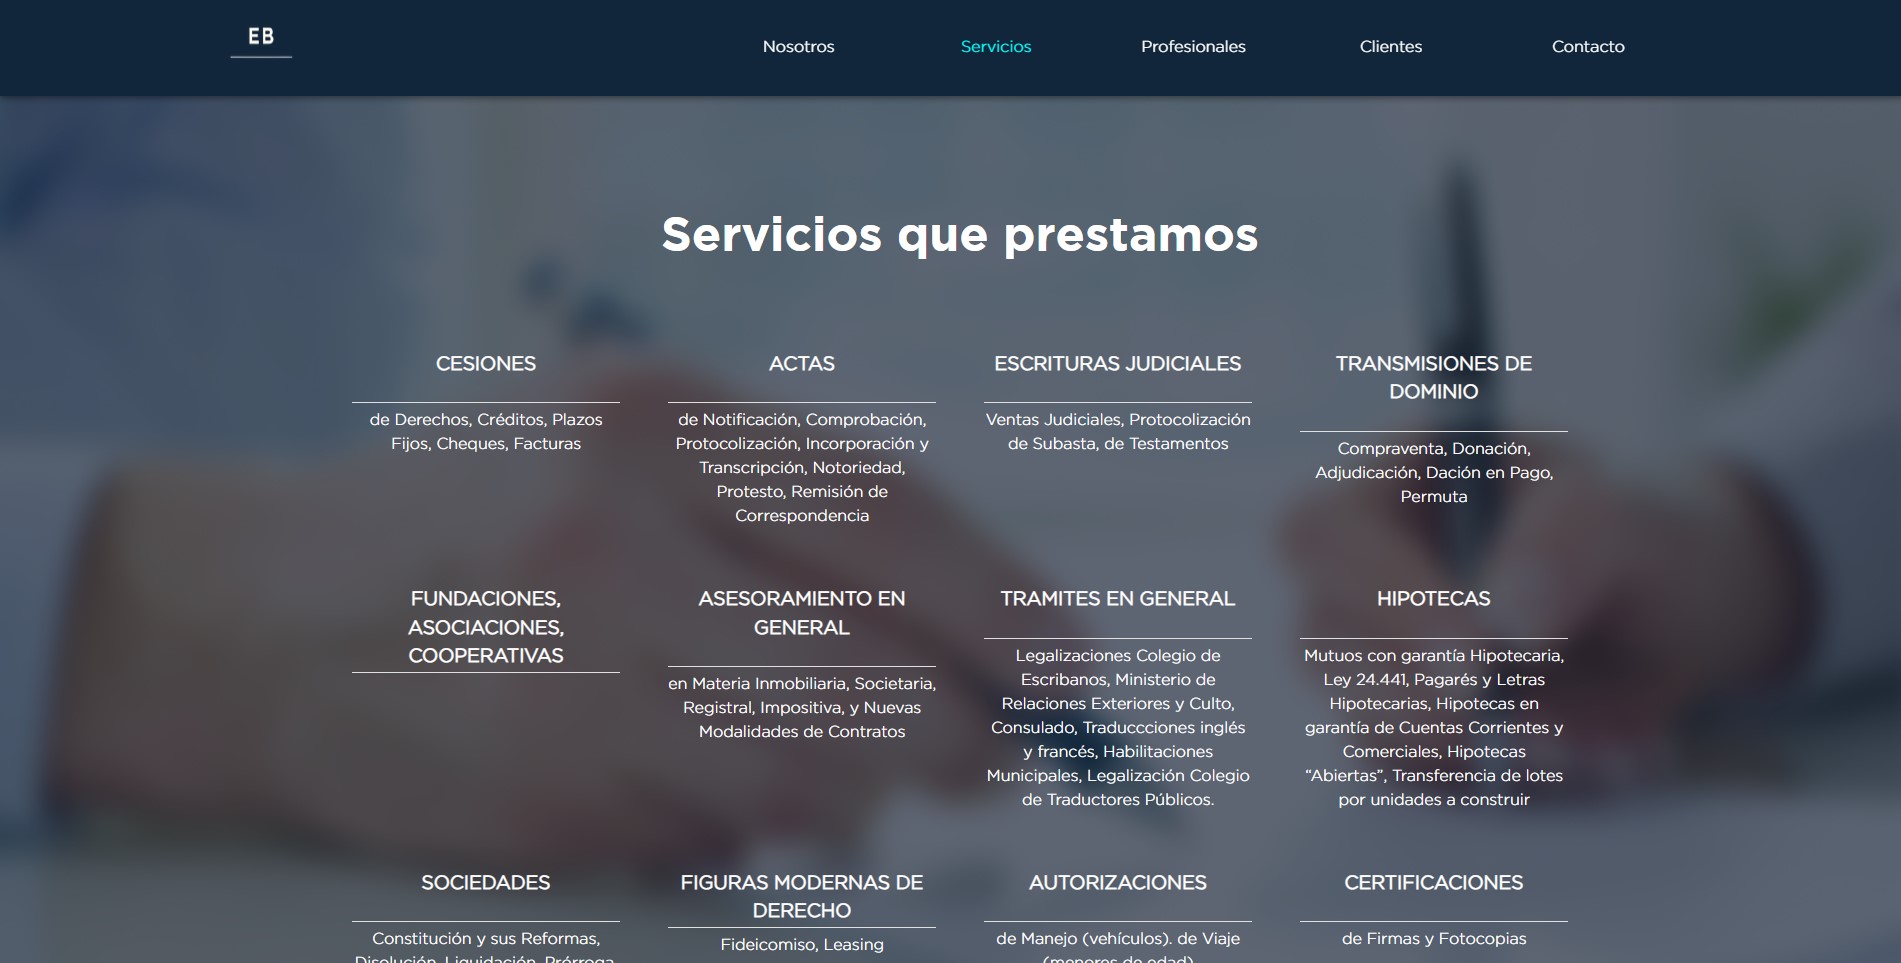 EB
Nosotros
Servicios
Profesionales
Clientes
Contacto
Servicios que prestamos
CESIONES
de Derechos, Créditos, Plazos
Fijos, Cheques, Facturas
ACTAS
de Notificación, Comprobación,
Protocolización, Incorporación y
Transcripción, Notoriedad,
Protesto, Remisión de
Correspondencia
ESCRITURAS JUDICIALES
Ventas Judiciales, Protocolización
de Subasta, de Testamentos
TRANSMISIONES DE
DOMINIO
Compraventa, Donación,
Adjudicación, Dación en Pago,
Permuta
FUNDACIONES,
ASOCIACIONES,
COOPERATIVAS
ASESORAMIENTO EN
GENERAL
en Materia Inmobiliaria, Societaria,
Registral, Impositiva, y Nuevas
Modalidades de Contratos
TRAMITES EN GENERAL
Legalizaciones Colegio de
Escribanos, Ministerio de
Relaciones Exteriores y Culto,
Consulado, Traduccciones inglés
y francés, Habilitaciones
Municipales, Legalización Colegio
de Traductores Públicos.
HIPOTECAS
Mutuos con garantía Hipotecaria,
Ley 24.441, Pagarés y Letras
Hipotecarias, Hipotecas en
garantía de Cuentas Corrientes y
Comerciales, Hipotecas
“Abiertas”, Transferencia de lotes
por unidades a construir
SOCIEDADES
Constitución y sus Reformas,
Disolución, Liquidación, Prórroga
FIGURAS MODERNAS DE
DERECHO
Fideicomiso, Leasing
AUTORIZACIONES
de Manejo (vehículos). de Viaje
(menores de edad)
CERTIFICACIONES
de Firmas y Fotocopias